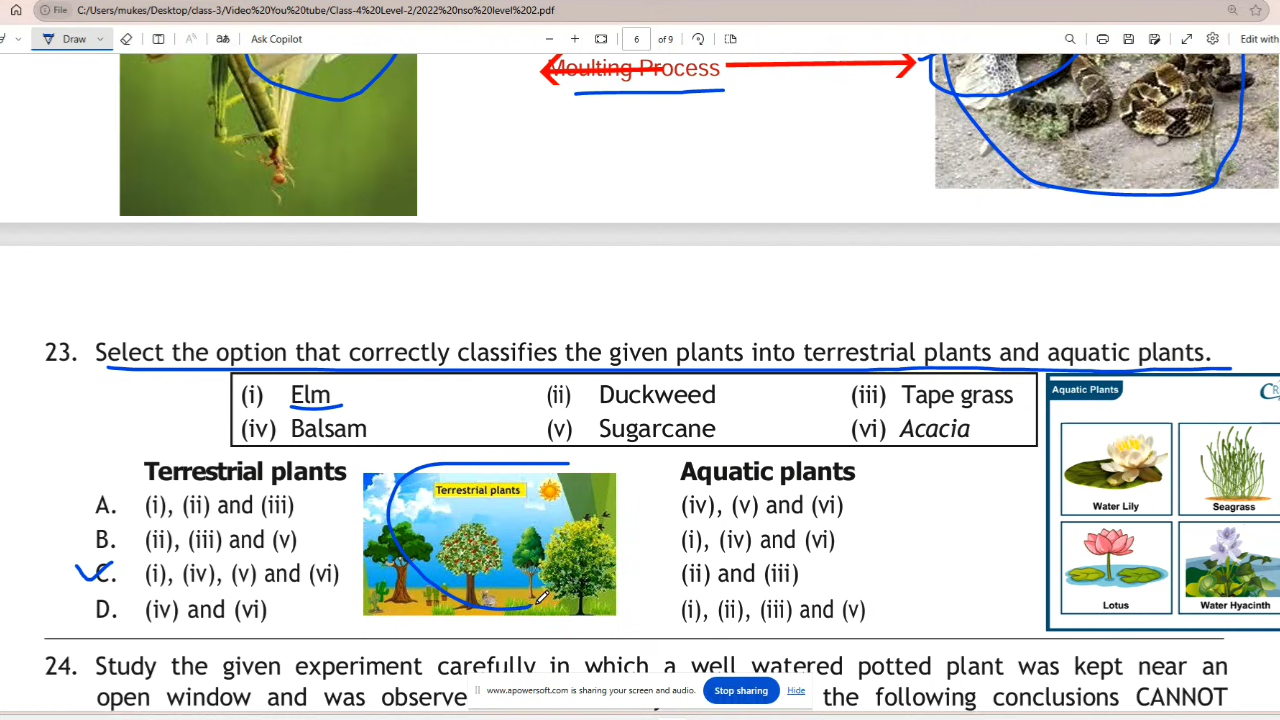 File C:/Users/mukes/Desktop/class-3/Video%20You%20tube/Class-4%20Level-2/2022%20nso%20level%202.pdf
Draw Ask Copilot 6 of 9 Edit with
Moulting Process
23. Select the option that correctly classifies the given plants into terrestrial plants and aquatic plants.
(i) Elm (ii) Duckweed (iii) Tape grass
(iv) Balsam (v) Sugarcane (vi) Acacia
Terrestrial plants Aquatic plants
A. (i), (ii) and (iii) (iv), (v) and (vi)
B. (ii), (iii) and (v) (i), (iv) and (vi)
C. (i), (iv), (v) and (vi) (ii) and (iii)
D. (iv) and (vi) (i), (ii), (iii) and (v)
Terrestrial plants
Aquatic Plants
Water Lily Seagrass
Lotus Water Hyacinth
24. Study the given experiment carefully in which a well watered potted plant was kept near an
open window and was observe the following conclusions CANNOT
www.apowersoft.com is sharing your screen and audio. Stop sharing Hide